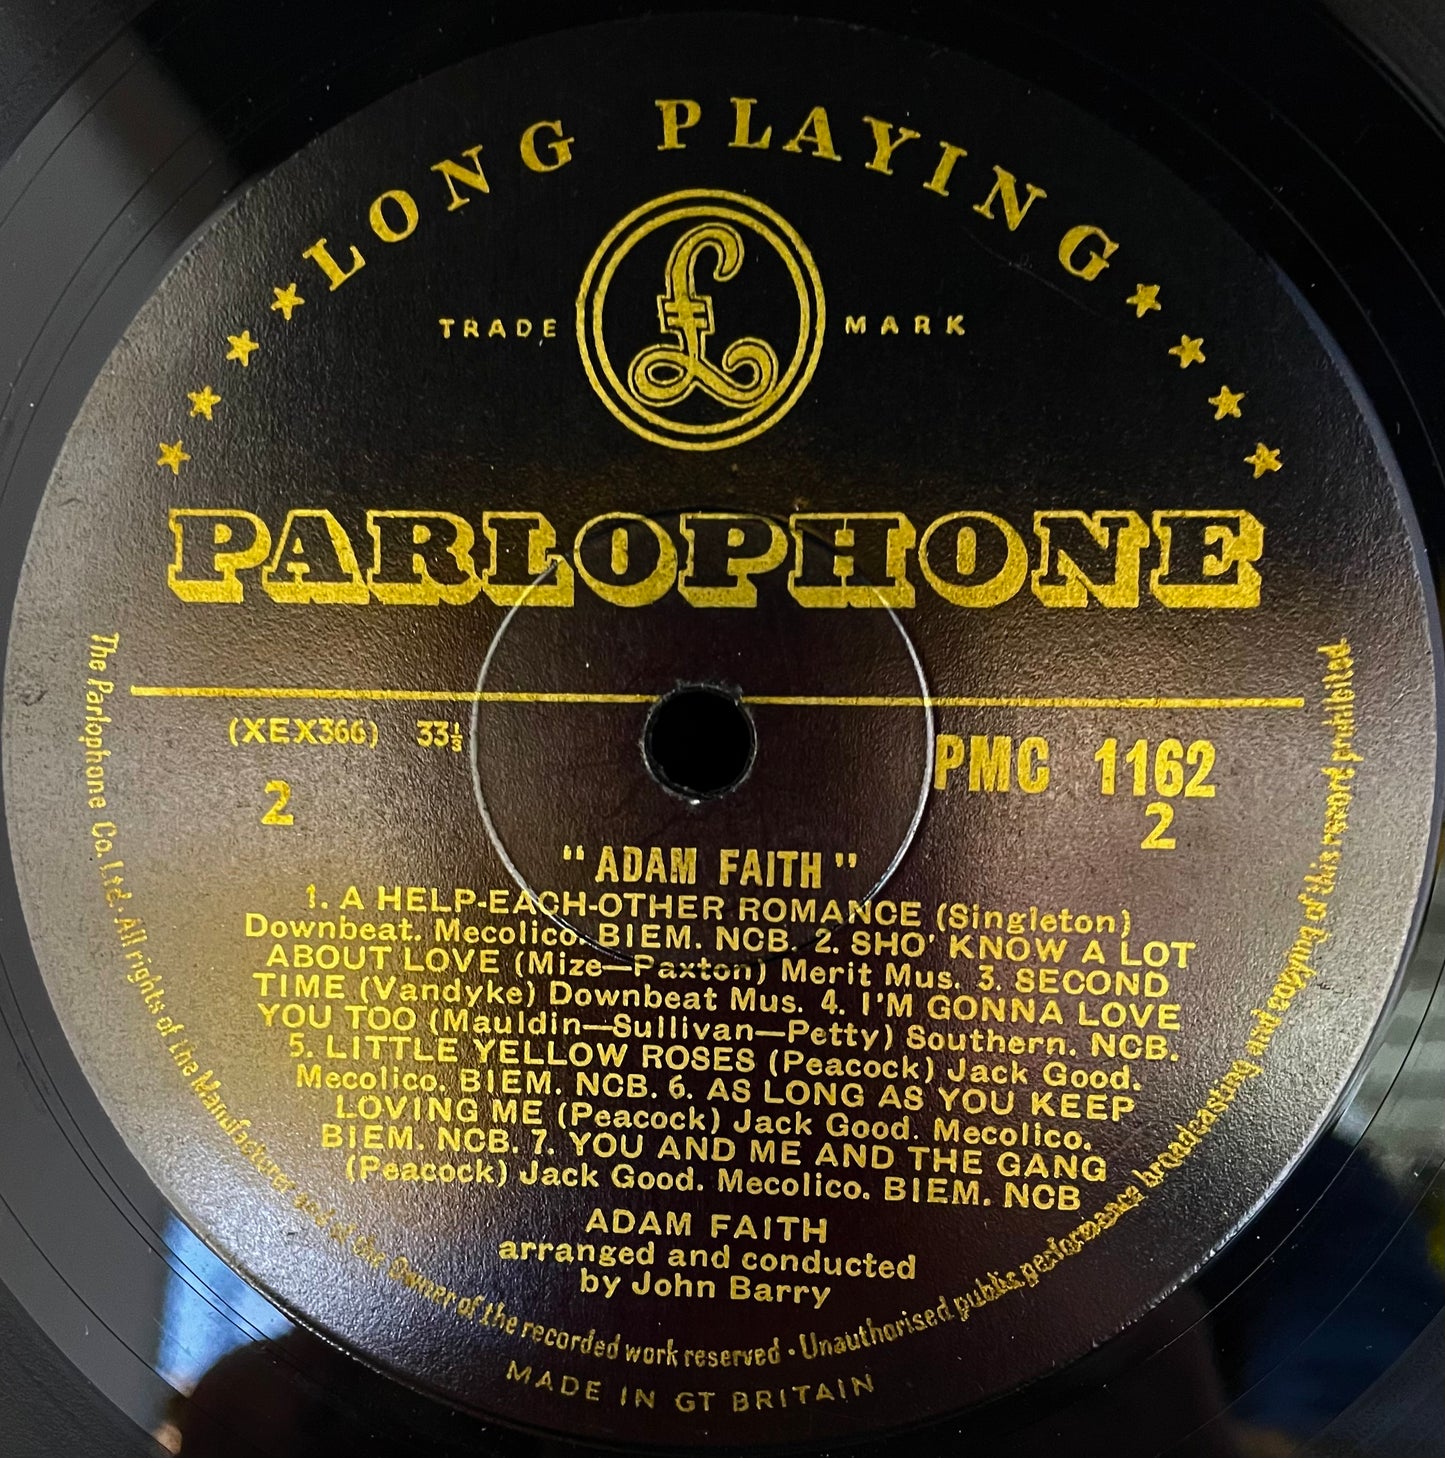 LONG PLAYING
TRADE MARK
£
PARLOPHONE
(XEX366) 33⅓
PMC 1162
2
2
"ADAM FAITH"
1. A HELP-EACH-OTHER ROMANCE (Singleton)
Downbeat. Mecolico. BIEM. NCB. 2. SHO' KNOW A LOT
ABOUT LOVE (Mize—Paxton) Merit Mus. 3. SECOND
TIME (Vandyke) Downbeat Mus. 4. I'M GONNA LOVE
YOU TOO (Mauldin—Sullivan—Petty) Southern. NCB.
5. LITTLE YELLOW ROSES (Peacock) Jack Good.
Mecolico. BIEM. NCB. 6. AS LONG AS YOU KEEP
LOVING ME (Peacock) Jack Good. Mecolico.
BIEM. NCB. 7. YOU AND ME AND THE GANG
(Peacock) Jack Good. Mecolico. BIEM. NCB
ADAM FAITH
arranged and conducted
by John Barry
The Parlophone Co. Ltd. · All rights of the Manufacturer and of the Owner of the recorded work reserved · Unauthorised public performance broadcasting and copying of this record prohibited.
MADE IN GT BRITAIN